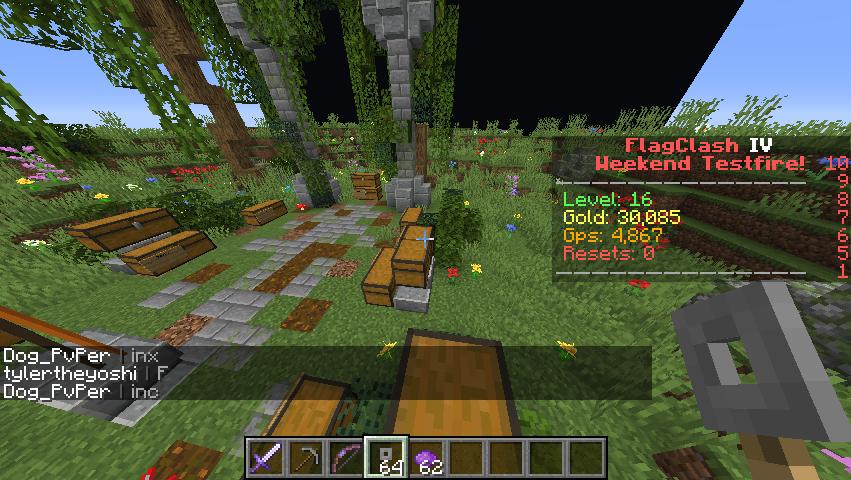 FlagClash IV
Weekend Testfire! 10
9
Level: 16 8
Gold: 30,085 7
Gps: 4,867 6
Resets: 0 5
1
Dog_PvPer | inx
tylertheyoshi | F
Dog_PvPer | inc
64 62